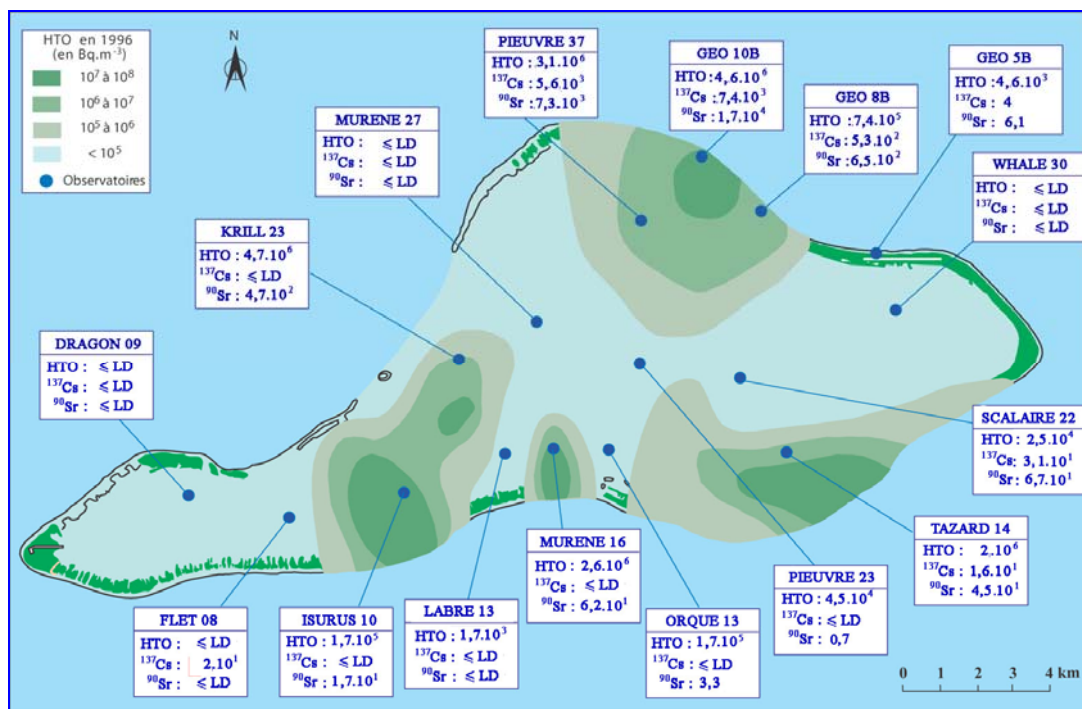 HTO en 1996
(en Bq.m⁻³)
10⁷ à 10⁸
10⁶ à 10⁷
10⁵ à 10⁶
< 10⁵
Observatoires
N
PIEUVRE 37
HTO : 3,1.10⁶
¹³⁷Cs : 5,6.10³
⁹⁰Sr : 7,3.10³
GEO 10B
HTO : 4,6.10⁶
¹³⁷Cs : 7,4.10³
⁹⁰Sr : 1,7.10⁴
GEO 5B
HTO : 4,6.10³
¹³⁷Cs : 4
⁹⁰Sr : 6,1
GEO 8B
HTO : 7,4.10⁵
¹³⁷Cs : 5,3.10²
⁹⁰Sr : 6,5.10²
MURENE 27
HTO : ≤ LD
¹³⁷Cs : ≤ LD
⁹⁰Sr : ≤ LD
WHALE 30
HTO : ≤ LD
¹³⁷Cs : ≤ LD
⁹⁰Sr : ≤ LD
KRILL 23
HTO : 4,7.10⁶
¹³⁷Cs : ≤ LD
⁹⁰Sr : 4,7.10²
DRAGON 09
HTO : ≤ LD
¹³⁷Cs : ≤ LD
⁹⁰Sr : ≤ LD
SCALAIRE 22
HTO : 2,5.10⁴
¹³⁷Cs : 3,1.10¹
⁹⁰Sr : 6,7.10¹
TAZARD 14
HTO : 2.10⁶
¹³⁷Cs : 1,6.10¹
⁹⁰Sr : 4,5.10¹
MURENE 16
HTO : 2,6.10⁶
¹³⁷Cs : ≤ LD
⁹⁰Sr : 6,2.10¹
PIEUVRE 23
HTO : 4,5.10⁴
¹³⁷Cs : ≤ LD
⁹⁰Sr : 0,7
FLET 08
HTO : ≤ LD
¹³⁷Cs : 2.10¹
⁹⁰Sr : ≤ LD
ISURUS 10
HTO : 1,7.10⁵
¹³⁷Cs : ≤ LD
⁹⁰Sr : 1,7.10¹
LABRE 13
HTO : 1,7.10³
¹³⁷Cs : ≤ LD
⁹⁰Sr : ≤ LD
ORQUE 13
HTO : 1,7.10⁵
¹³⁷Cs : ≤ LD
⁹⁰Sr : 3,3
0 1 2 3 4 km